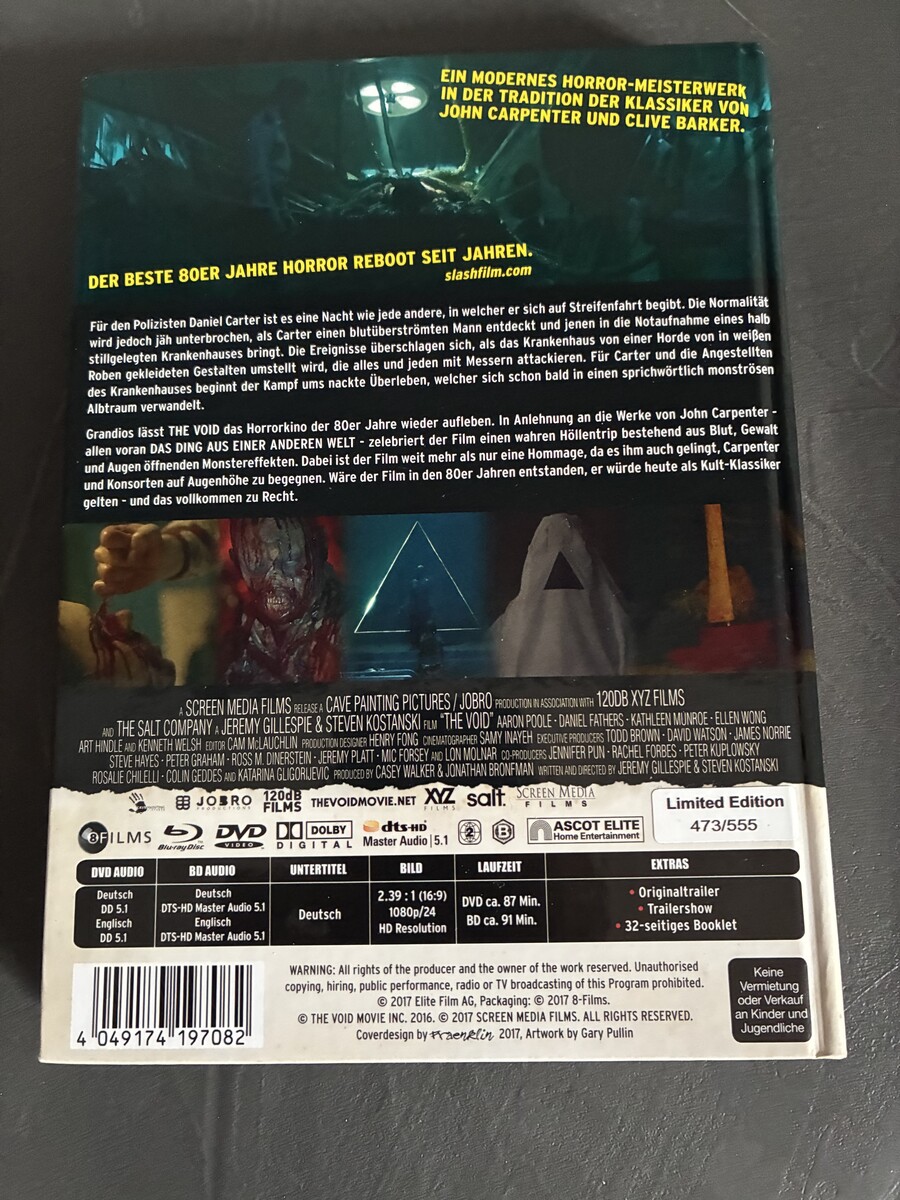 EIN MODERNES HORROR-MEISTERWERK
IN DER TRADITION DER KLASSIKER VON
JOHN CARPENTER UND CLIVE BARKER.
DER BESTE 80ER JAHRE HORROR REBOOT SEIT JAHREN.
slashfilm.com
Für den Polizisten Daniel Carter ist es eine Nacht wie jede andere, in welcher er sich auf Streifenfahrt begibt. Die Normalität
wird jedoch jäh unterbrochen, als Carter einen blutüberströmten Mann entdeckt und jenen in die Notaufnahme eines halb
stillgelegten Krankenhauses bringt. Die Ereignisse überschlagen sich, als das Krankenhaus von einer Horde von in weißen
Roben gekleideten Gestalten umstellt wird, die alles und jeden mit Messern attackieren. Für Carter und die Angestellten
des Krankenhauses beginnt der Kampf ums nackte Überleben, welcher sich schon bald in einen sprichwörtlich monströsen
Albtraum verwandelt.
Grandios lässt THE VOID das Horrorkino der 80er Jahre wieder aufleben. In Anlehnung an die Werke von John Carpenter -
allen voran DAS DING AUS EINER ANDEREN WELT - zelebriert der Film einen wahren Höllentrip bestehend aus Blut, Gewalt
und Augen öffnenden Monstereffekten. Dabei ist der Film weit mehr als nur eine Hommage, da es ihm auch gelingt, Carpenter
und Konsorten auf Augenhöhe zu begegnen. Wäre der Film in den 80er Jahren entstanden, er würde heute als Kult-Klassiker
gelten - und das vollkommen zu Recht.
A SCREEN MEDIA FILMS RELEASE A CAVE PAINTING PICTURES / JOBRO PRODUCTION IN ASSOCIATION WITH 120DB XYZ FILMS
AND THE SALT COMPANY A JEREMY GILLESPIE & STEVEN KOSTANSKI FILM "THE VOID" AARON POOLE · DANIEL FATHERS · KATHLEEN MUNROE · ELLEN WONG
ART HINDLE AND KENNETH WELSH EDITOR CAM McLAUCHLIN PRODUCTION DESIGNER HENRY FONG CINEMATOGRAPHER SAMY INAYEH EXECUTIVE PRODUCERS TODD BROWN · DAVID WATSON · JAMES NORRIE
STEVE HAYES · PETER GRAHAM · ROSS M. DINERSTEIN · JEREMY PLATT · MIC FORSEY AND LON MOLNAR CO-PRODUCERS JENNIFER PUN · RACHEL FORBES · PETER KUPLOWSKY
ROSALIE CHILELLI · COLIN GEDDES AND KATARINA GLIGORIJEVIC PRODUCED BY CASEY WALKER & JONATHAN BRONFMAN WRITTEN AND DIRECTED BY JEREMY GILLESPIE & STEVEN KOSTANSKI
JOBRO PRODUCTIONS 120dB FILMS THEVOIDMOVIE.NET XYZ FILMS salt. SCREEN MEDIA FILMS
Limited Edition
473/555
8FILMS Blu-ray Disc DVD VIDEO DOLBY DIGITAL dts-HD Master Audio | 5.1 2 B ASCOT ELITE Home Entertainment
DVD AUDIO BD AUDIO UNTERTITEL BILD LAUFZEIT EXTRAS
Deutsch
DD 5.1
Englisch
DD 5.1
Deutsch
DTS-HD Master Audio 5.1
Englisch
DTS-HD Master Audio 5.1
Deutsch
2.39 : 1 (16:9)
1080p/24
HD Resolution
DVD ca. 87 Min.
BD ca. 91 Min.
• Originaltrailer
• Trailershow
• 32-seitiges Booklet
4 049174 197082
WARNING: All rights of the producer and the owner of the work reserved. Unauthorised
copying, hiring, public performance, radio or TV broadcasting of this Program prohibited.
© 2017 Elite Film AG, Packaging: © 2017 8-Films.
© THE VOID MOVIE INC. 2016. © 2017 SCREEN MEDIA FILMS. ALL RIGHTS RESERVED.
Coverdesign by Fraenklin 2017, Artwork by Gary Pullin
Keine
Vermietung
oder Verkauf
an Kinder und
Jugendliche